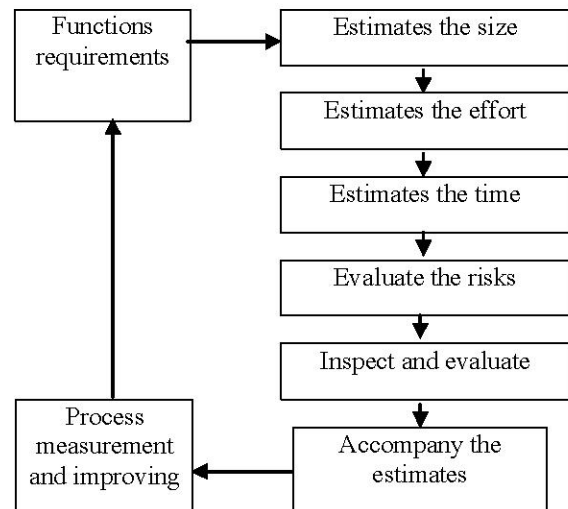 Functions
requirements
Estimates the size
Estimates the effort
Estimates the time
Evaluate the risks
Inspect and evaluate
Accompany the
estimates
Process
measurement
and improving